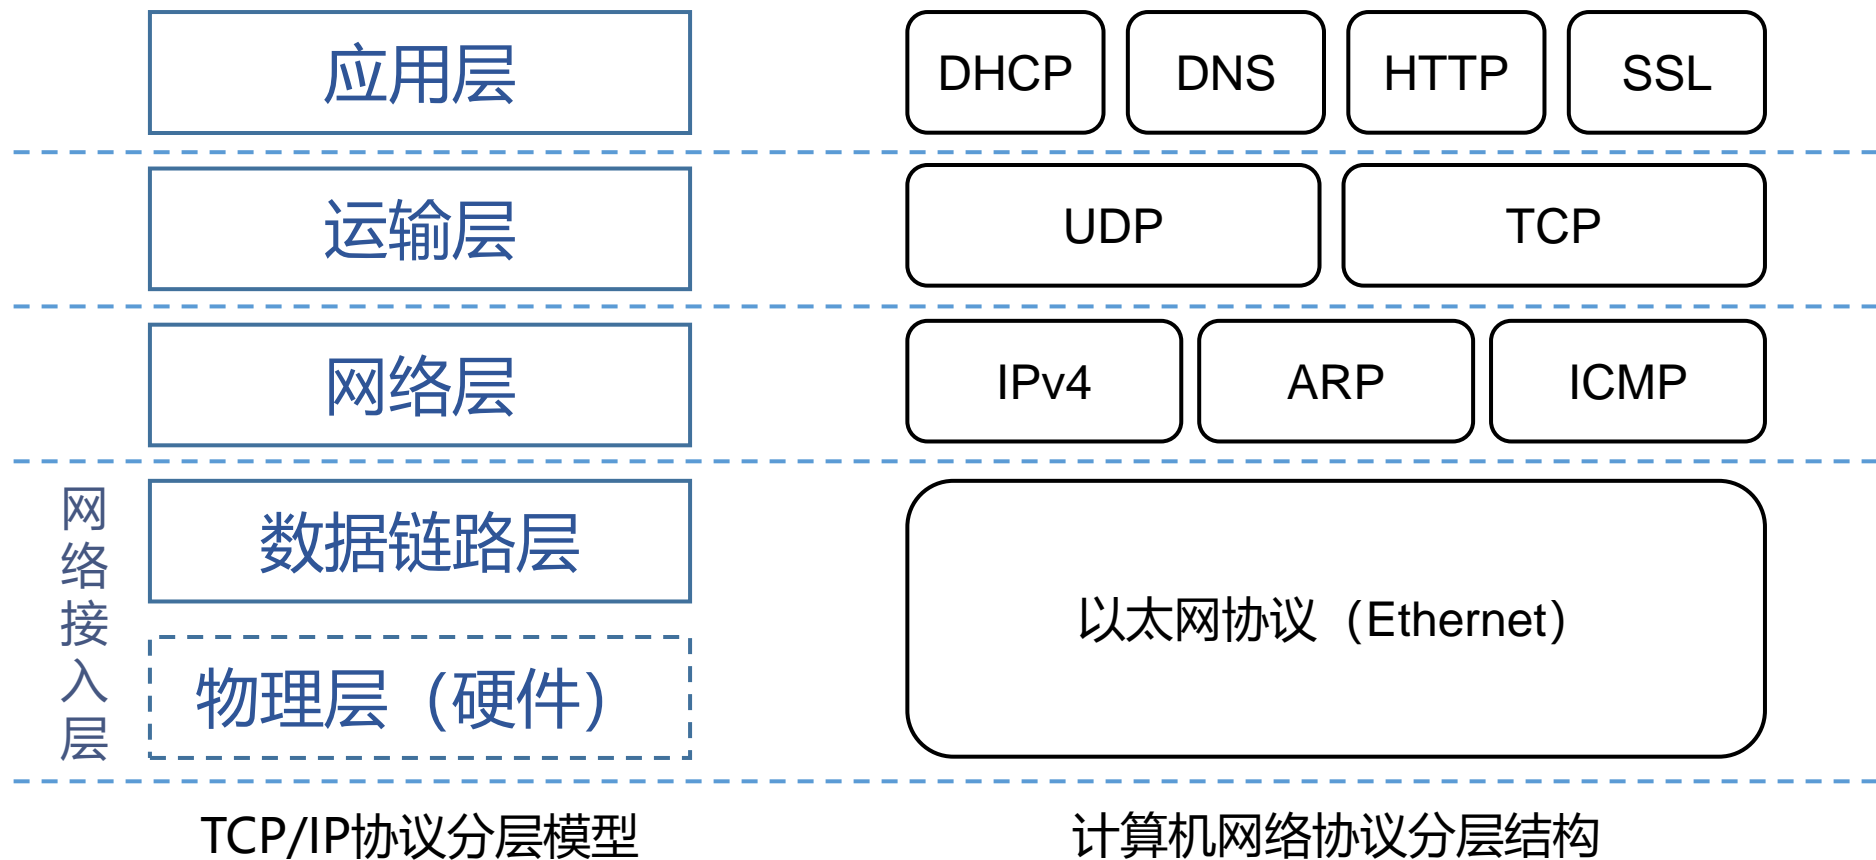 应用层
DHCP
DNS
HTTP
SSL
运输层
UDP
TCP
网络层
IPv4
ARP
ICMP
网络接入层
数据链路层
物理层（硬件）
以太网协议（Ethernet）
TCP/IP协议分层模型
计算机网络协议分层结构